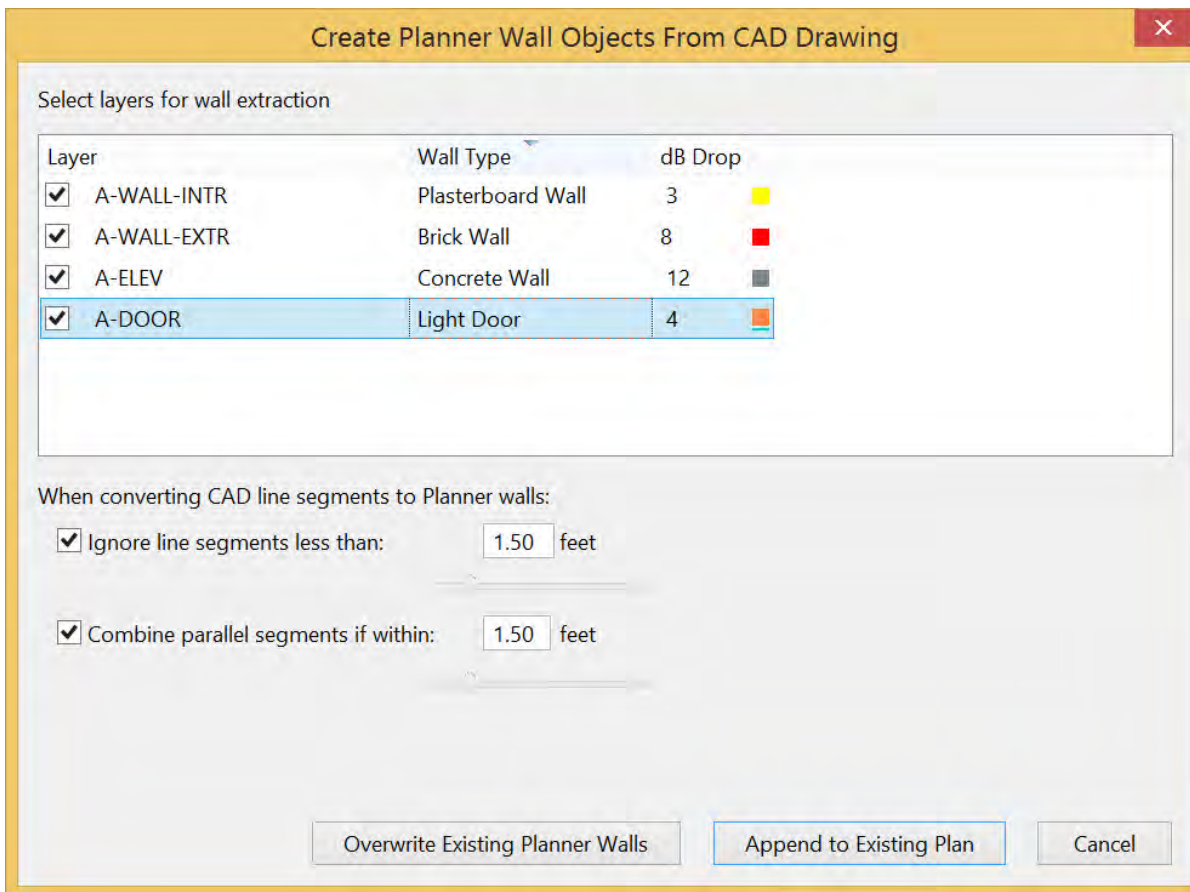 Create Planner Wall Objects From CAD Drawing
Select layers for wall extraction
Layer Wall Type dB Drop
A-WALL-INTR Plasterboard Wall 3
A-WALL-EXTR Brick Wall 8
A-ELEV Concrete Wall 12
A-DOOR Light Door 4
When converting CAD line segments to Planner walls:
Ignore line segments less than: 1.50 feet
Combine parallel segments if within: 1.50 feet
Overwrite Existing Planner Walls Append to Existing Plan Cancel